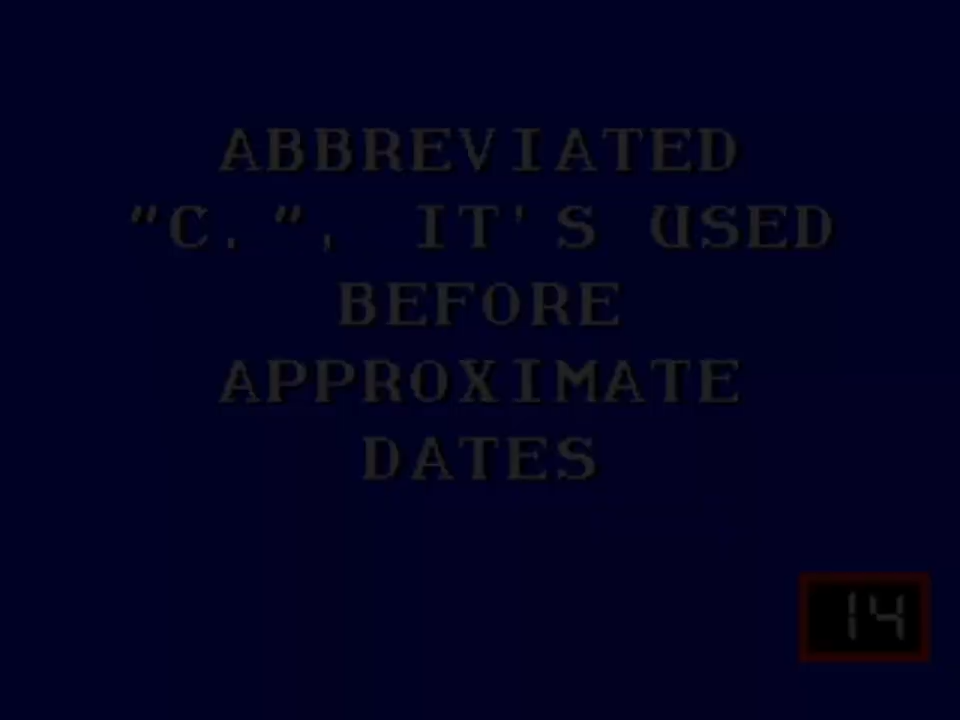 ABBREVIATED
"C.", IT'S USED
BEFORE
APPROXIMATE
DATES
14